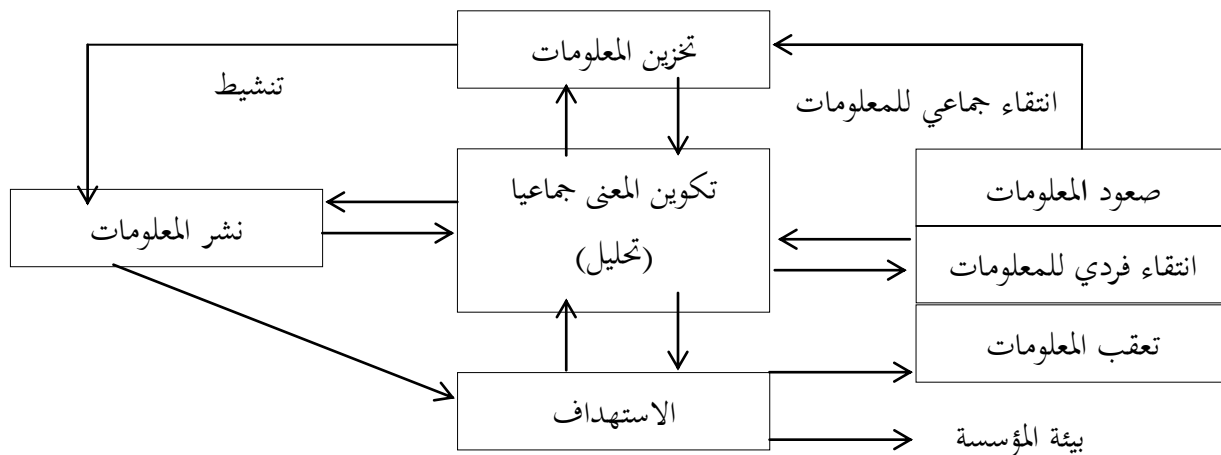 تخزين المعلومات
تنشيط
انتقاء جماعي للمعلومات
صعود المعلومات
تكوين المعنى جماعيا
(تحليل)
نشر المعلومات
انتقاء فردي للمعلومات
تعقب المعلومات
الاستهداف
بيئة المؤسسة